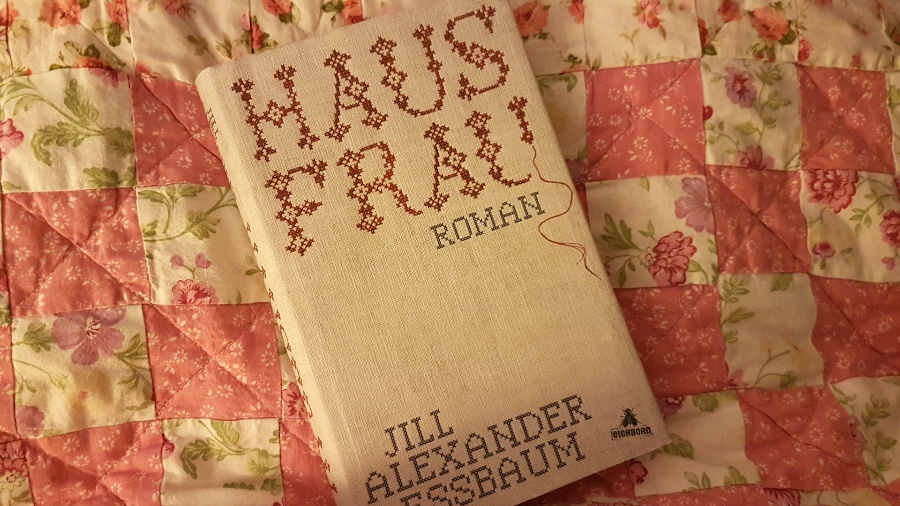 HAUS
FRAU
ROMAN
JILL
ALEXANDER
ESSBAUM
EICHBORN